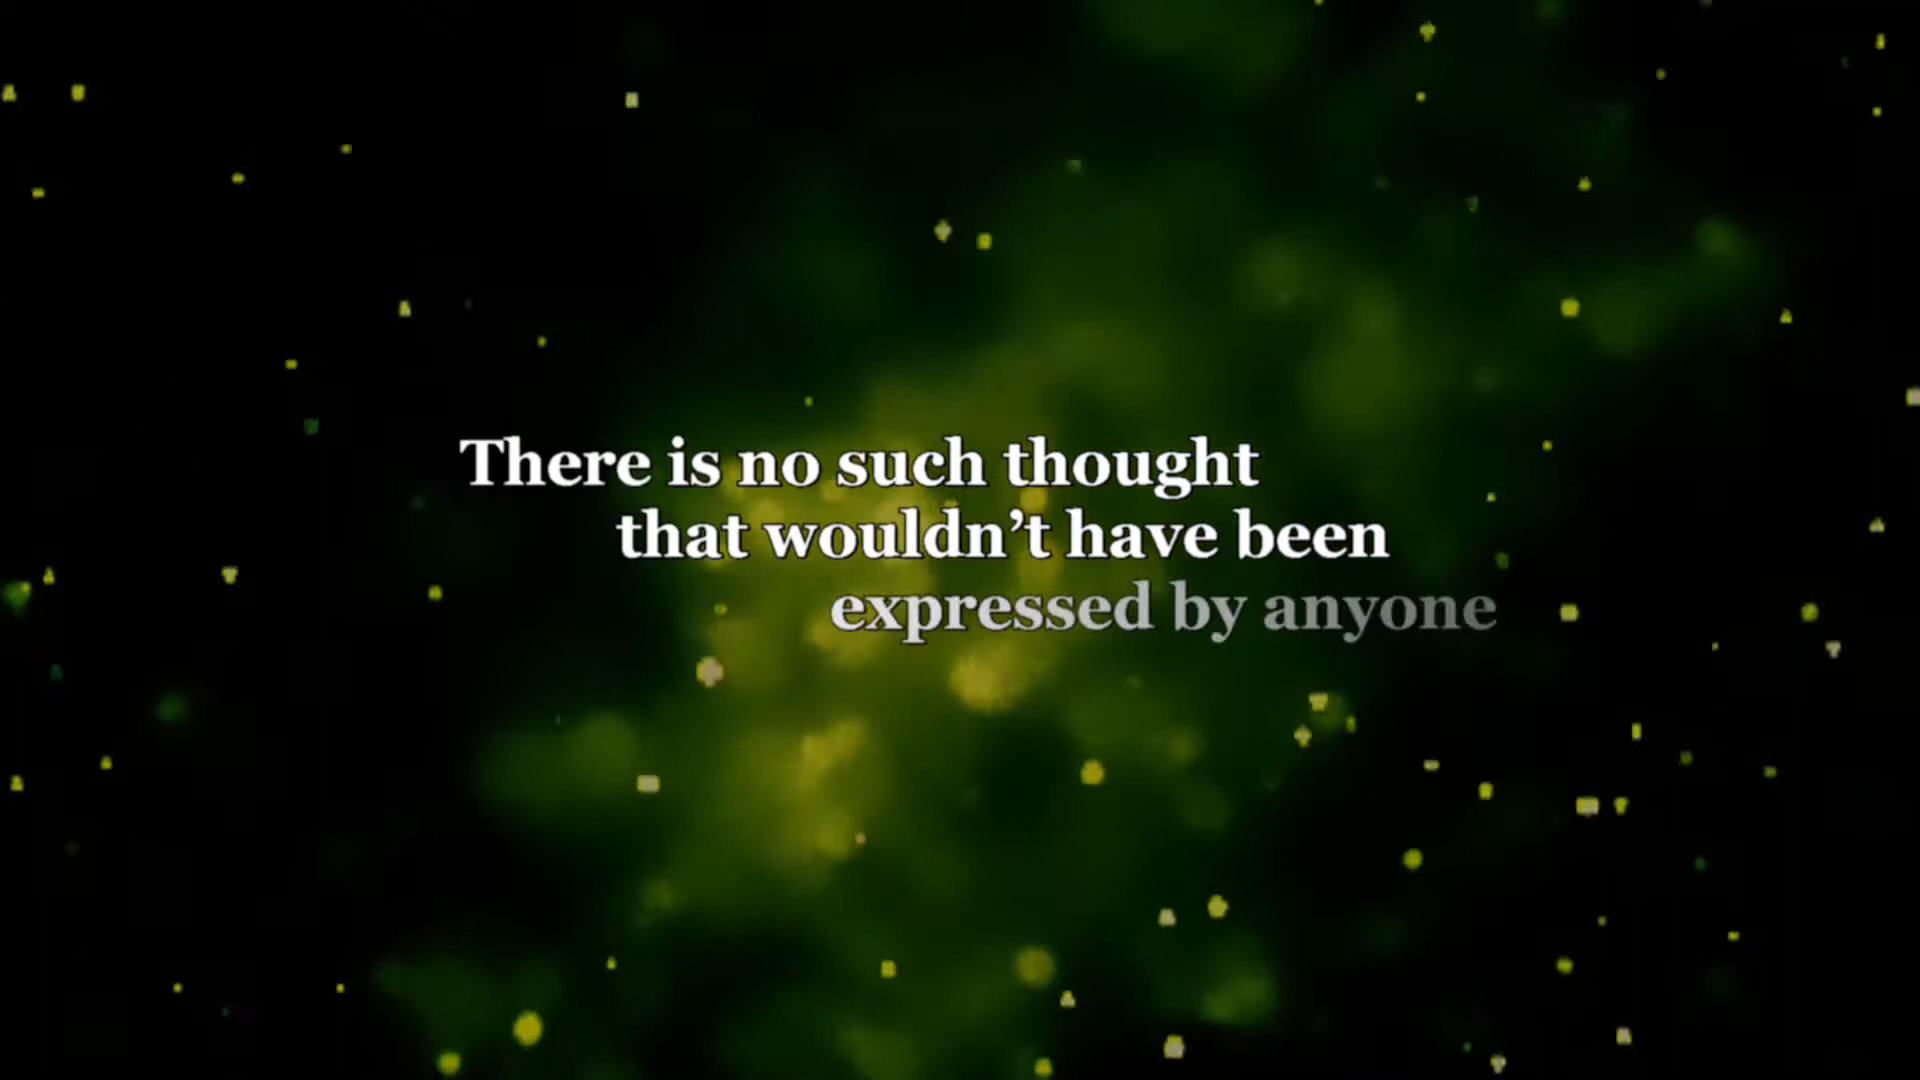 There is no such thought
that wouldn’t have been
expressed by anyone